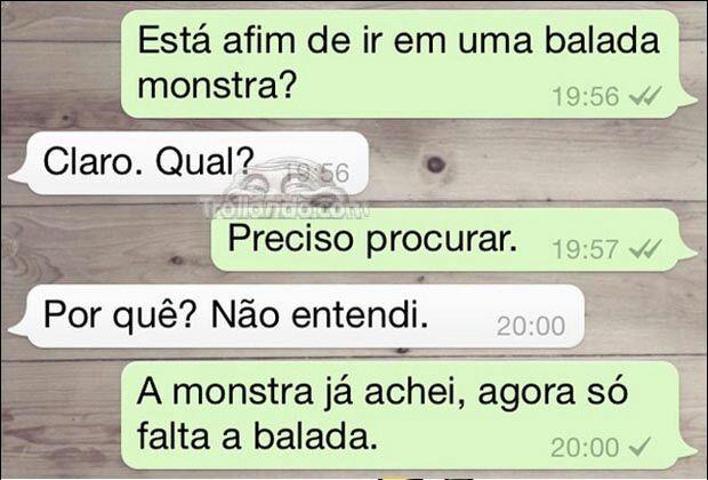 Está afim de ir em uma balada
monstra?
19:56
Claro. Qual?
19:56
Trollando.com
Preciso procurar.
19:57
Por quê? Não entendi.
20:00
A monstra já achei, agora só
falta a balada.
20:00